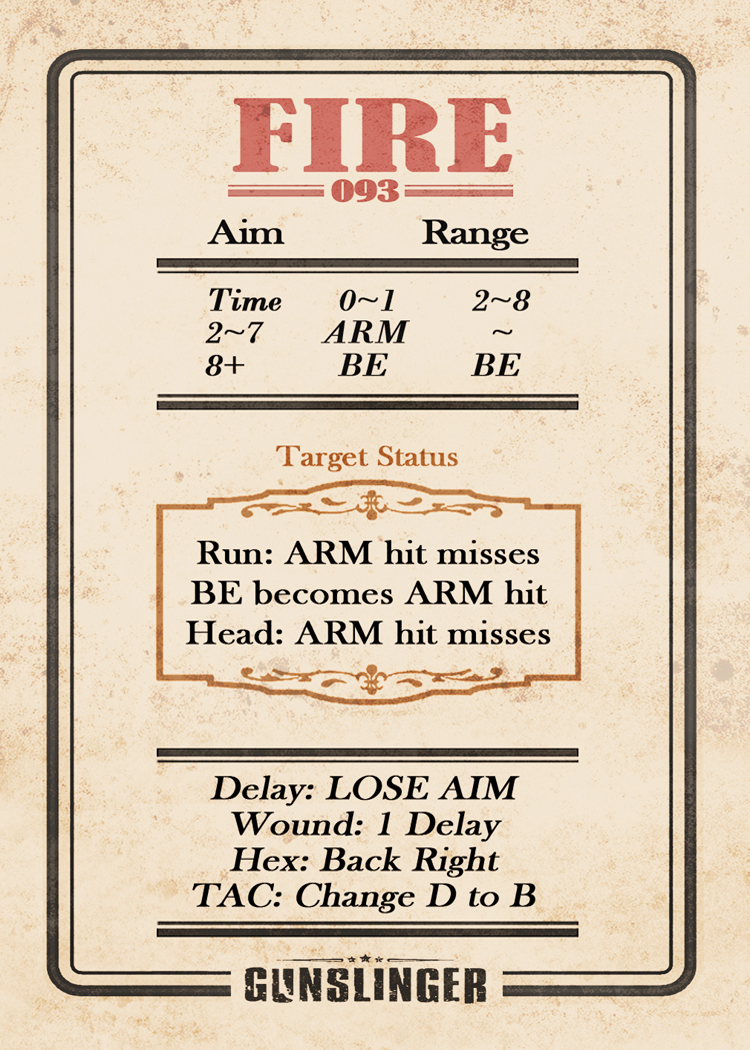 FIRE
093
Aim Range
Time 0~1 2~8
2~7 ARM ~
8+ BE BE
Target Status
Run: ARM hit misses
BE becomes ARM hit
Head: ARM hit misses
Delay: LOSE AIM
Wound: 1 Delay
Hex: Back Right
TAC: Change D to B
GUNSLINGER